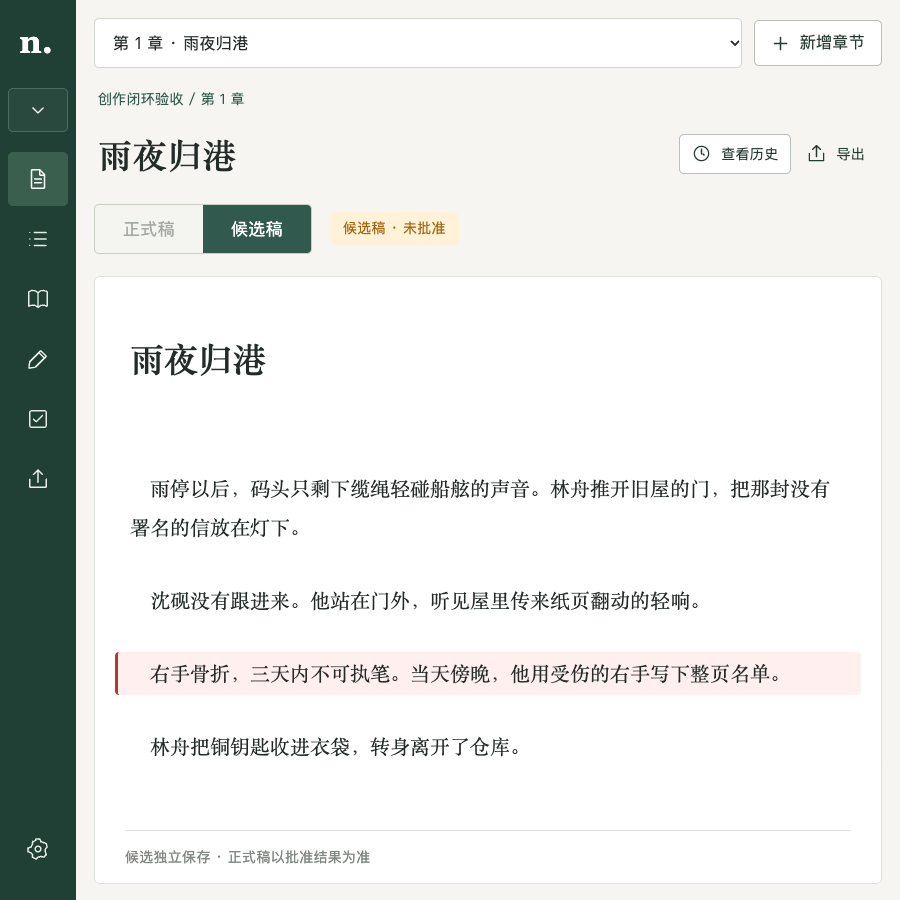 n.
第 1 章 · 雨夜归港
新增章节
创作闭环验收 / 第 1 章
雨夜归港
查看历史
导出
正式稿
候选稿
候选稿 · 未批准
雨夜归港
雨停以后，码头只剩下缆绳轻碰船舷的声音。林舟推开旧屋的门，把那封没有
署名的信放在灯下。
沈砚没有跟进来。他站在门外，听见屋里传来纸页翻动的轻响。
右手骨折，三天内不可执笔。当天傍晚，他用受伤的右手写下整页名单。
林舟把铜钥匙收进衣袋，转身离开了仓库。
候选独立保存 · 正式稿以批准结果为准